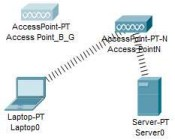 AccessPoint-PT
Access Point_B_G
AccessPoint-PT-N
Access PointN
Laptop-PT
Laptop0
Server-PT
Server0